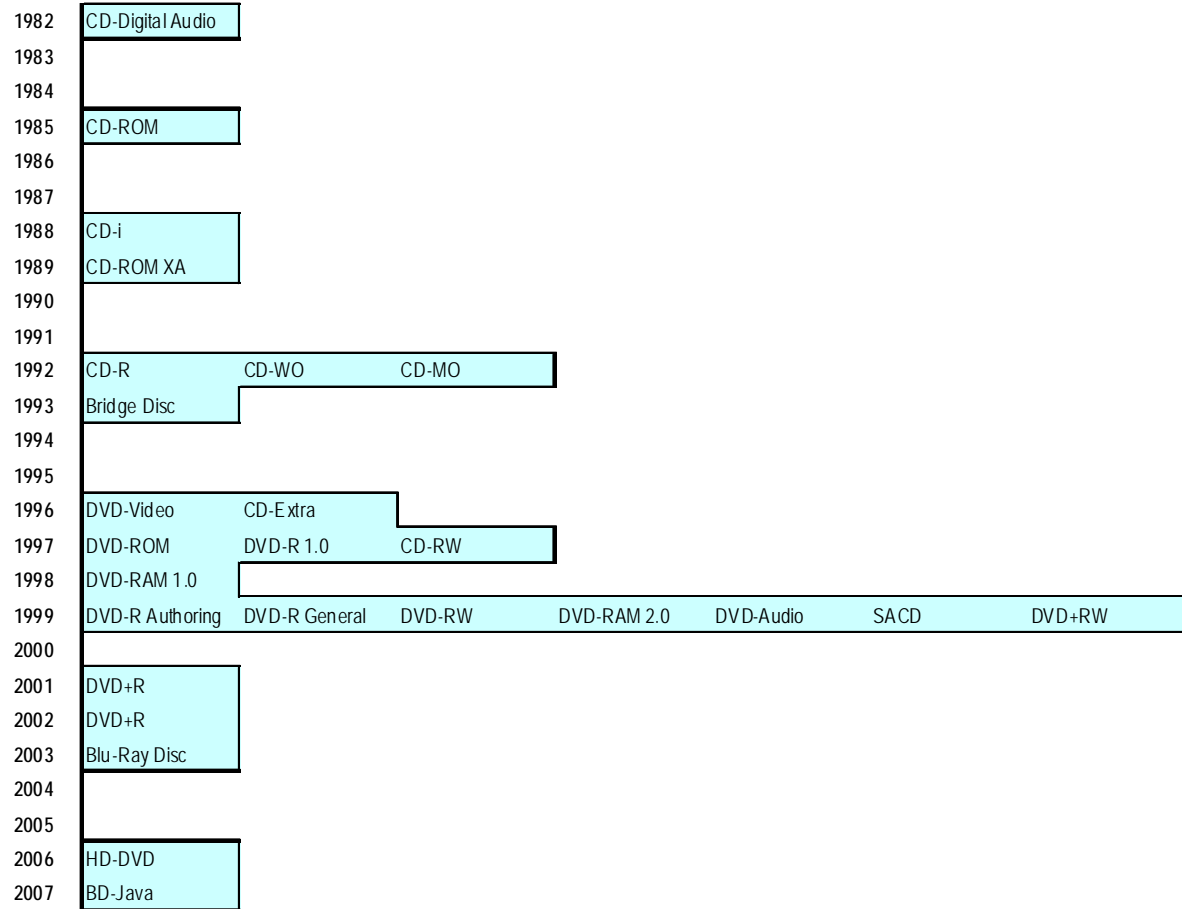 1982 CD-Digital Audio
1983
1984
1985 CD-ROM
1986
1987
1988 CD-i
1989 CD-ROM XA
1990
1991
1992 CD-R CD-WO CD-MO
1993 Bridge Disc
1994
1995
1996 DVD-Video CD-Extra
1997 DVD-ROM DVD-R 1.0 CD-RW
1998 DVD-RAM 1.0
1999 DVD-R Authoring DVD-R General DVD-RW DVD-RAM 2.0 DVD-Audio SACD DVD+RW
2000
2001 DVD+R
2002 DVD+R
2003 Blu-Ray Disc
2004
2005
2006 HD-DVD
2007 BD-Java